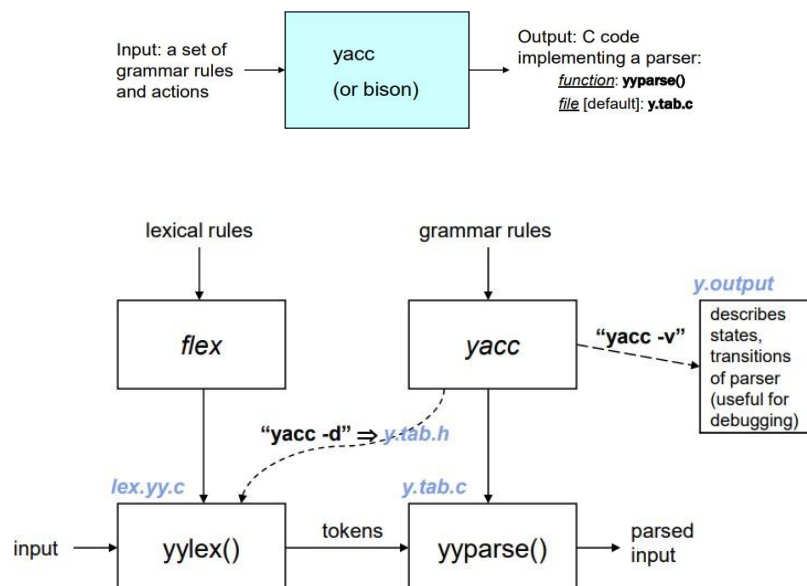 Input: a set of
grammar rules
and actions
yacc
(or bison)
Output: C code
implementing a parser:
function: yyparse()
file [default]: y.tab.c
lexical rules
grammar rules
y.output
flex
yacc
"yacc -v"
describes
states,
transitions
of parser
(useful for
debugging)
"yacc -d" ⇒ y.tab.h
lex.yy.c
y.tab.c
input
yylex()
tokens
yyparse()
parsed
input